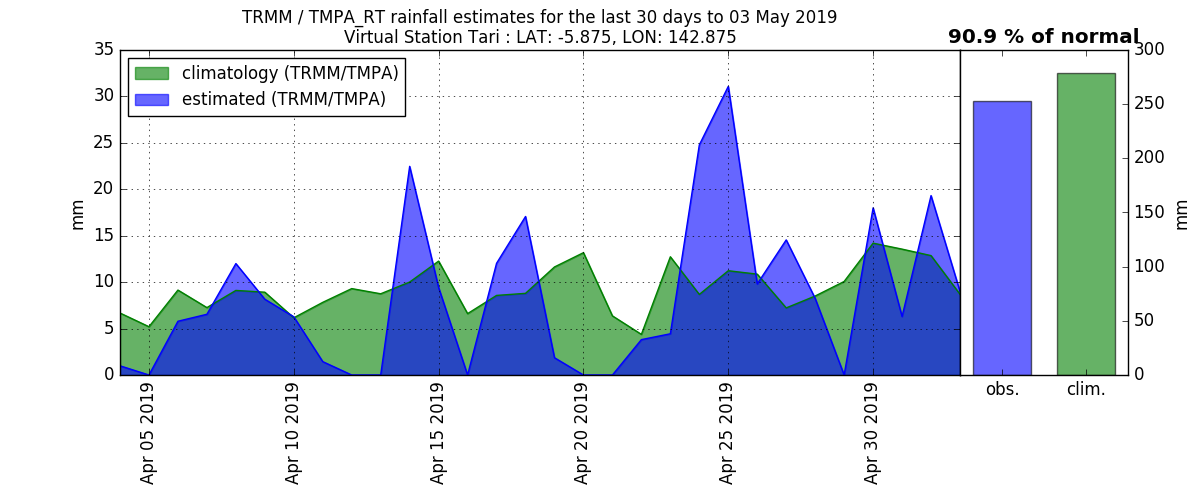 TRMM / TMPA_RT rainfall estimates for the last 30 days to 03 May 2019
Virtual Station Tari : LAT: -5.875, LON: 142.875
90.9 % of normal
climatology (TRMM/TMPA)
estimated (TRMM/TMPA)
35
30
25
20
15
10
5
0
mm
Apr 05 2019
Apr 10 2019
Apr 15 2019
Apr 20 2019
Apr 25 2019
Apr 30 2019
obs.
clim.
300
250
200
150
100
50
0
mm